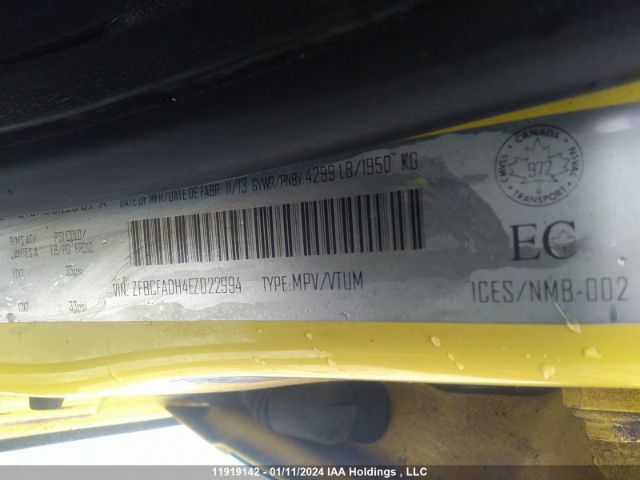 DATE OF MFR/DATE DE FABR. 11/13 GVWR/PNBV.4299 LB/1950 KG
RIMS AT/ PSI COLD/
JANTES A LB/PO² FROID
35psi
33psi
VIN: ZFBCFADH4EZ022994 TYPE:MPV/VTUM
CANADA
972
TRANSPORT
EC
ICES/NMB-002
11919142 - 01/11/2024 IAA Holdings , LLC